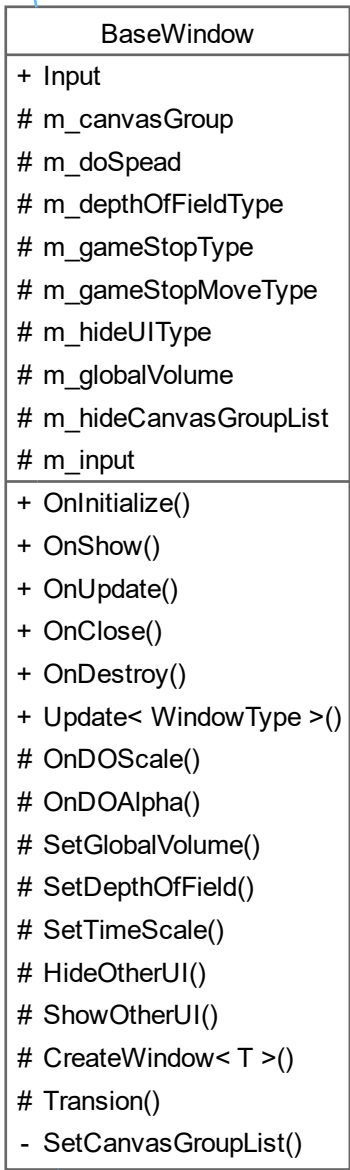 BaseWindow
+ Input
# m_canvasGroup
# m_doSpead
# m_depthOfFieldType
# m_gameStopType
# m_gameStopMoveType
# m_hideUIType
# m_globalVolume
# m_hideCanvasGroupList
# m_input
+ OnInitialize()
+ OnShow()
+ OnUpdate()
+ OnClose()
+ OnDestroy()
+ Update< WindowType >()
# OnDOScale()
# OnDOAlpha()
# SetGlobalVolume()
# SetDepthOfField()
# SetTimeScale()
# HideOtherUI()
# ShowOtherUI()
# CreateWindow< T >()
# Transion()
- SetCanvasGroupList()